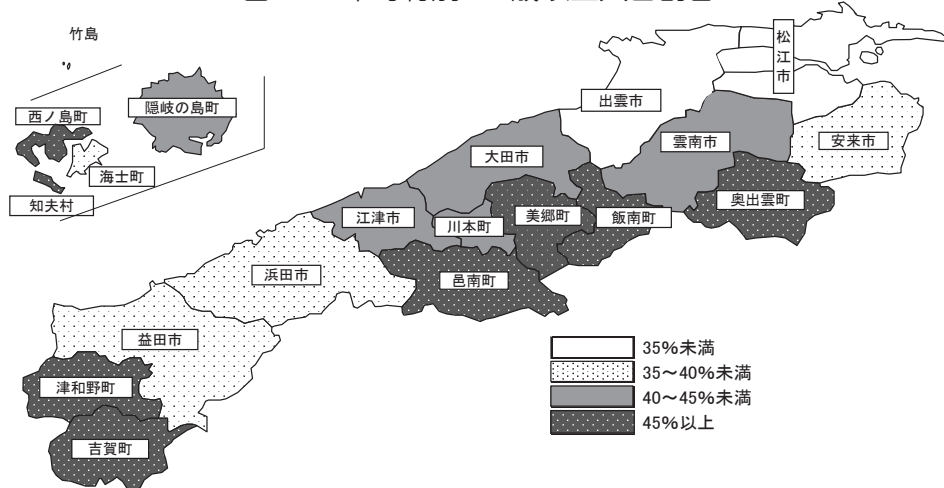 竹島
松江市
隠岐の島町
西ノ島町
出雲市
海士町
知夫村
大田市
雲南市
安来市
江津市
川本町
美郷町
飯南町
奥出雲町
浜田市
邑南町
益田市
津和野町
吉賀町
35%未満
35～40%未満
40～45%未満
45%以上